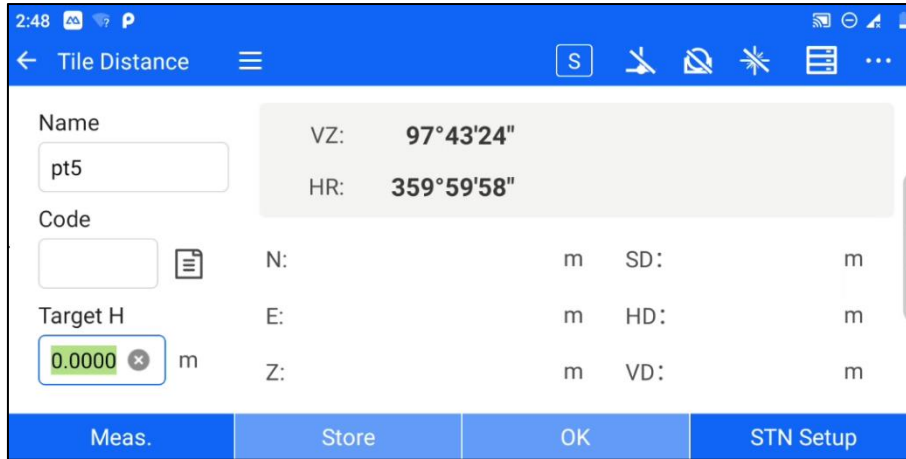 2:48
Tile Distance
S
Name
VZ: 97°43'24"
pt5
HR: 359°59'58"
Code
N: m SD: m
Target H
E: m HD: m
0.0000 m
Z: m VD: m
Meas. Store OK STN Setup